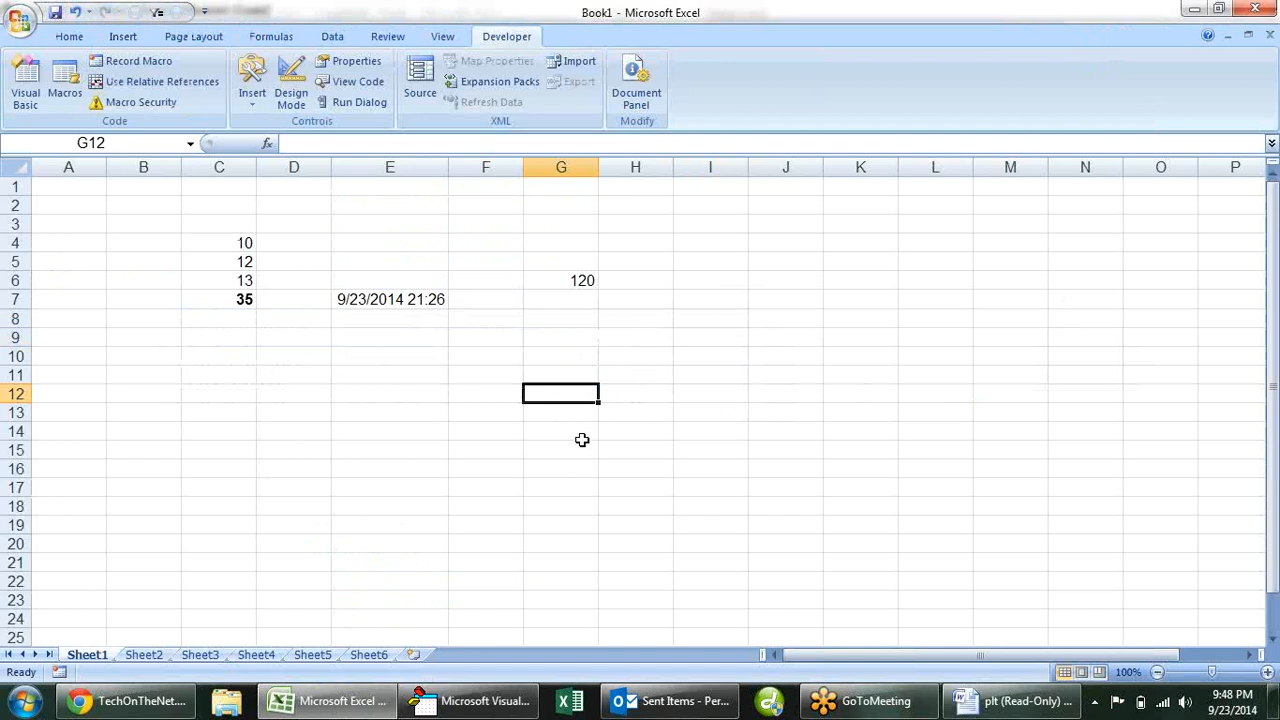 Book1 - Microsoft Excel
Home Insert Page Layout Formulas Data Review View Developer
Visual Basic
Macros
Record Macro
Use Relative References
Macro Security
Code
Insert
Design Mode
Properties
View Code
Run Dialog
Controls
Source
Map Properties
Expansion Packs
Refresh Data
Import
Export
XML
Document Panel
Modify
G12 fx
A B C D E F G H I J K L M N O P
1
2
3
4 10
5 12
6 13 120
7 35 9/23/2014 21:26
8
9
10
11
12
13
14
15
16
17
18
19
20
21
22
23
24
25
Sheet1 Sheet2 Sheet3 Sheet4 Sheet5 Sheet6
Ready 100%
TechOnTheNet.... Microsoft Excel ... Microsoft Visual... Sent Items - Per... GoToMeeting plt (Read-Only) ... 9:48 PM
9/23/2014